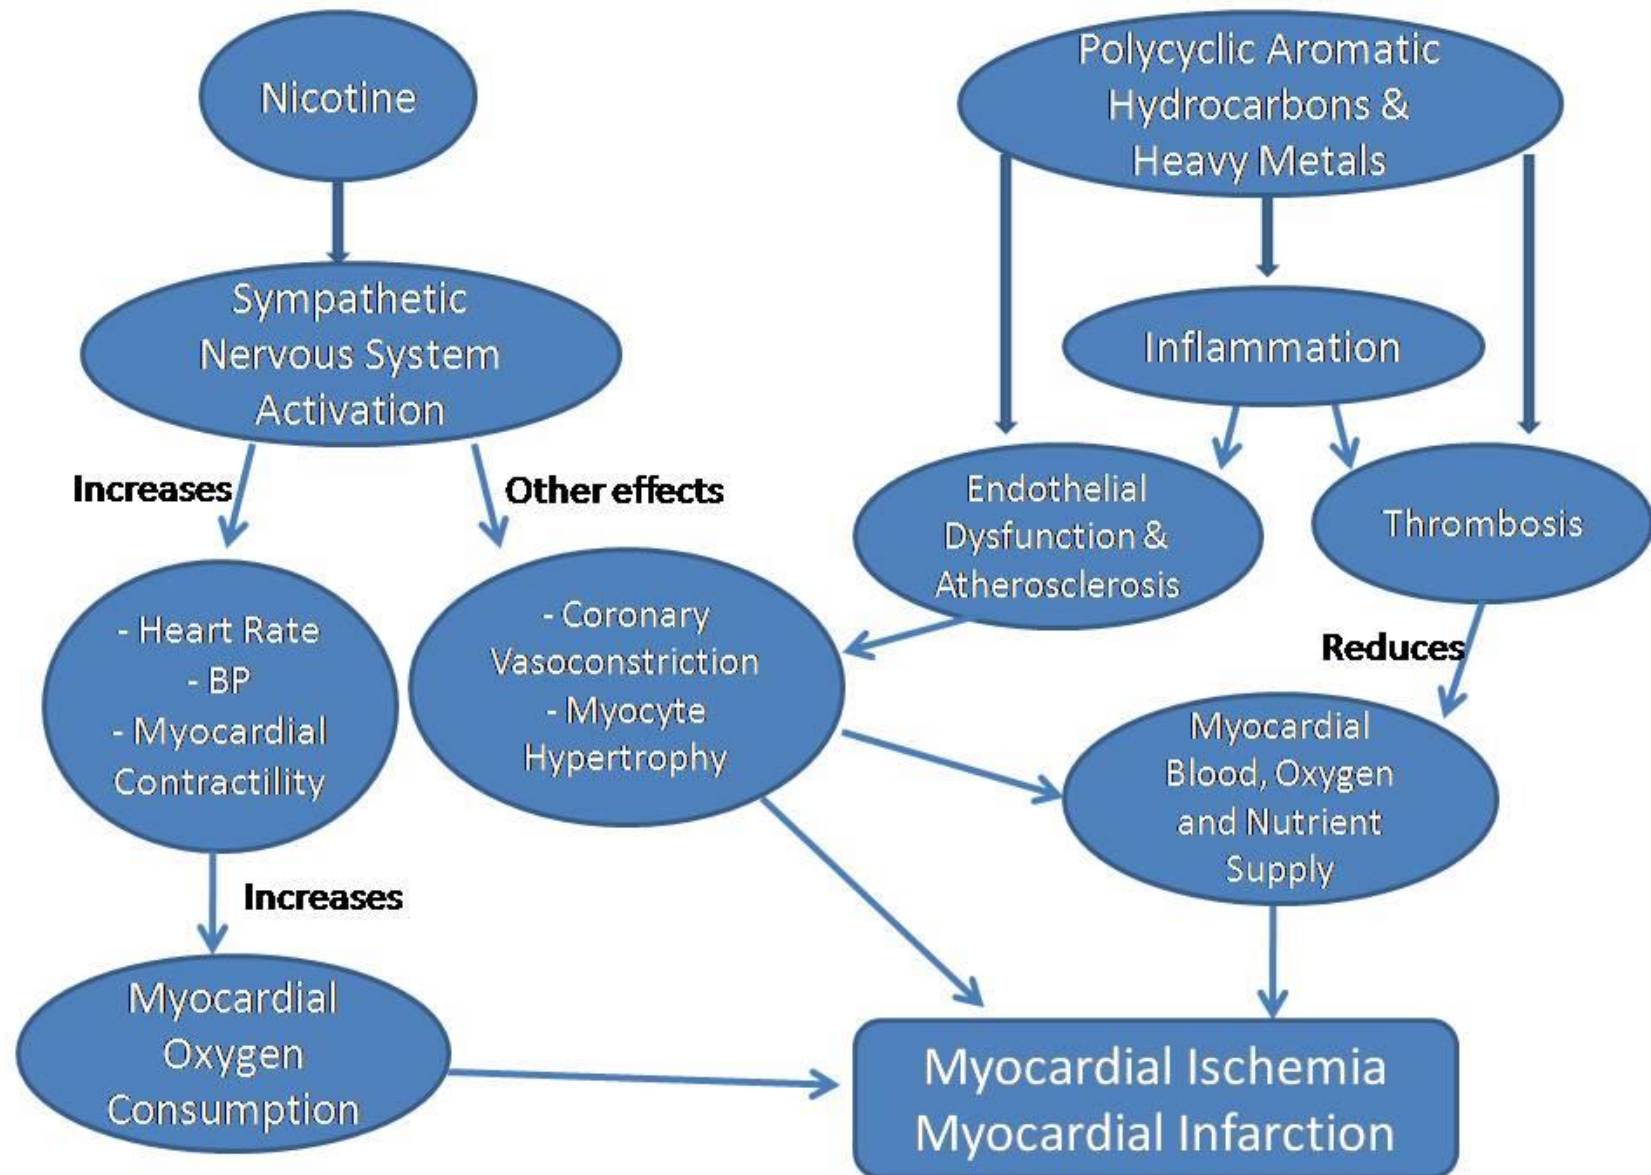 Nicotine
Polycyclic Aromatic
Hydrocarbons &
Heavy Metals
Sympathetic
Nervous System
Activation
Inflammation
Increases
Other effects
Endothelial
Dysfunction &
Atherosclerosis
Thrombosis
- Heart Rate
- BP
- Myocardial
Contractility
- Coronary
Vasoconstriction
- Myocyte
Hypertrophy
Reduces
Myocardial
Blood, Oxygen
and Nutrient
Supply
Increases
Myocardial
Oxygen
Consumption
Myocardial Ischemia
Myocardial Infarction